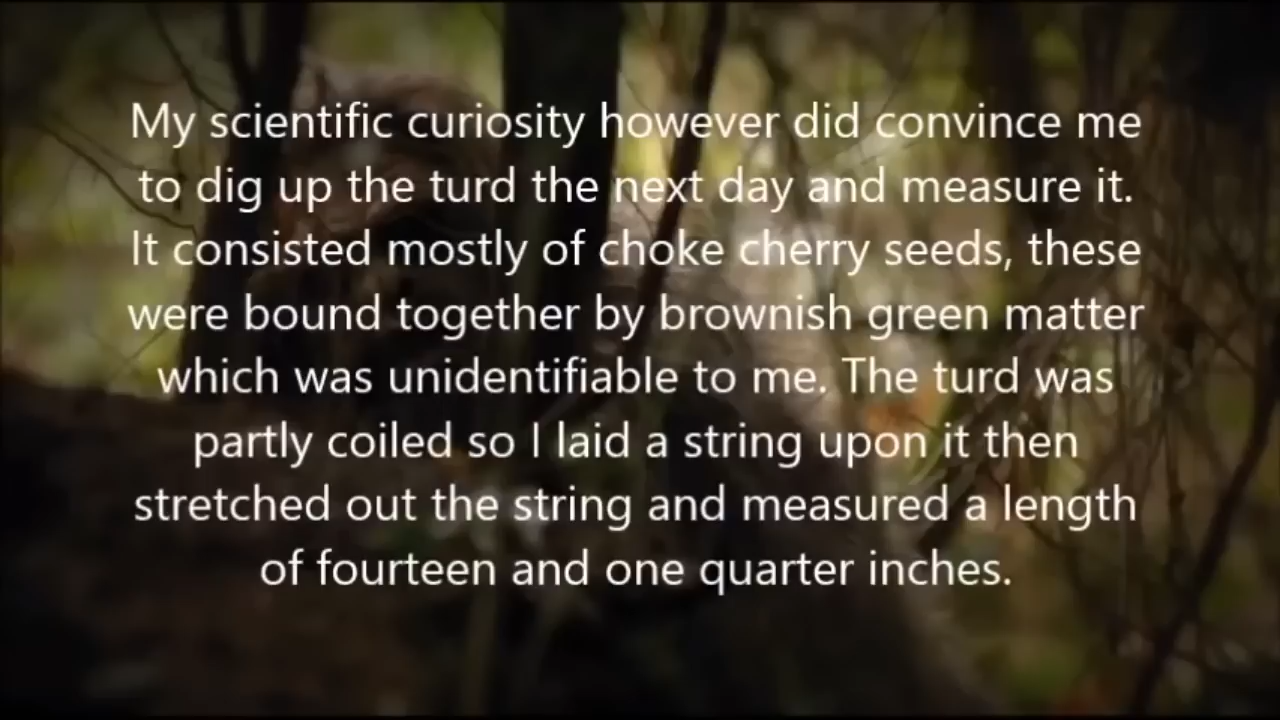 My scientific curiosity however did convince me
to dig up the turd the next day and measure it.
It consisted mostly of choke cherry seeds, these
were bound together by brownish green matter
which was unidentifiable to me. The turd was
partly coiled so I laid a string upon it then
stretched out the string and measured a length
of fourteen and one quarter inches.